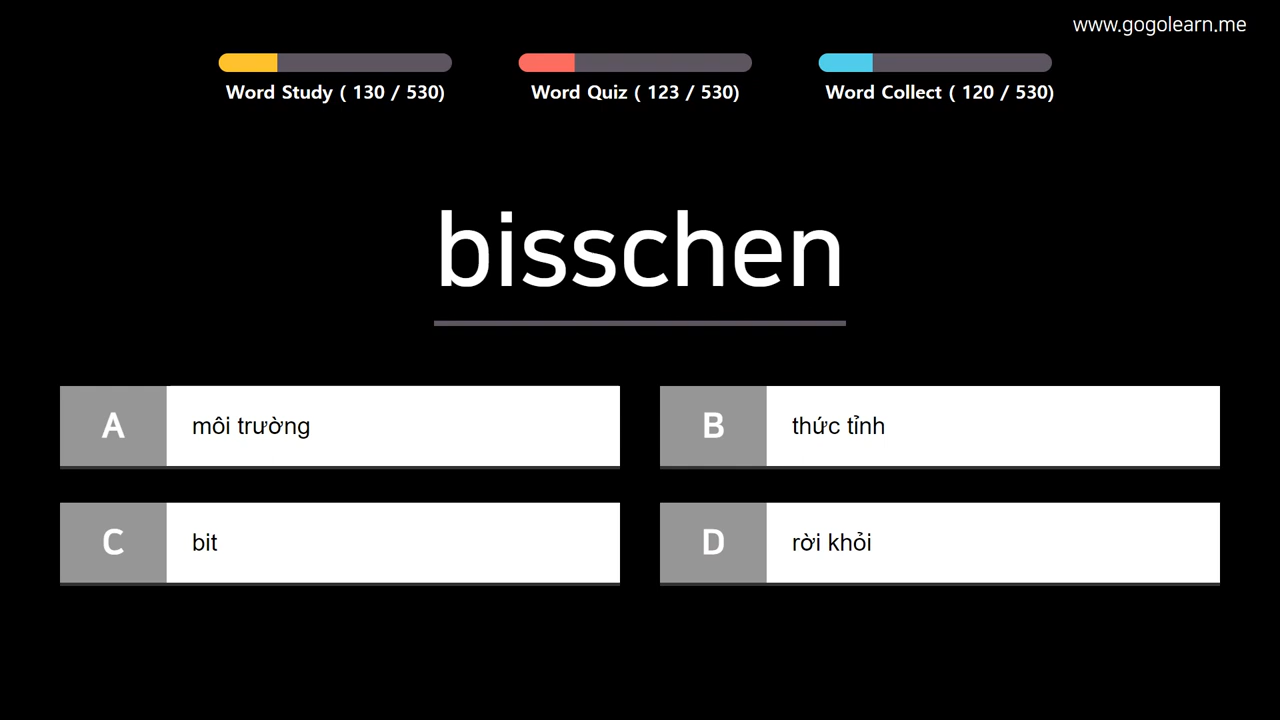 www.gogolearn.me
Word Study ( 130 / 530)
Word Quiz ( 123 / 530)
Word Collect ( 120 / 530)
bisschen
A môi trường
B thức tỉnh
C bit
D rời khỏi